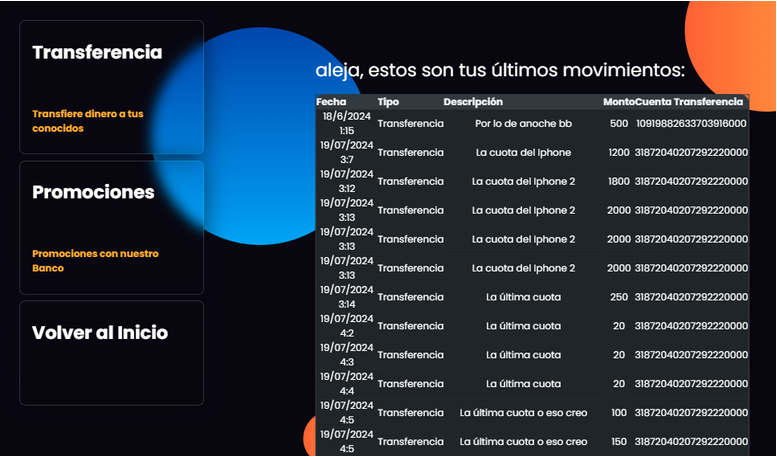 Transferencia
Transfiere dinero a tus
conocidos
Promociones
Promociones con nuestro
Banco
Volver al Inicio
aleja, estos son tus últimos movimientos:
Fecha Tipo Descripción Monto Cuenta Transferencia
18/6/2024 1:15 Transferencia Por lo de anoche bb 500 10919882633703916000
19/07/2024 3:7 Transferencia La cuota del Iphone 1200 31872040207292220000
19/07/2024 3:12 Transferencia La cuota del Iphone 2 1800 31872040207292220000
19/07/2024 3:13 Transferencia La cuota del Iphone 2 2000 31872040207292220000
19/07/2024 3:13 Transferencia La cuota del Iphone 2 2000 31872040207292220000
19/07/2024 3:13 Transferencia La cuota del Iphone 2 2000 31872040207292220000
19/07/2024 3:14 Transferencia La última cuota 250 31872040207292220000
19/07/2024 4:2 Transferencia La última cuota 20 31872040207292220000
19/07/2024 4:3 Transferencia La última cuota 20 31872040207292220000
19/07/2024 4:4 Transferencia La última cuota 20 31872040207292220000
19/07/2024 4:5 Transferencia La última cuota o eso creo 100 31872040207292220000
19/07/2024 4:5 Transferencia La última cuota o eso creo 150 31872040207292220000